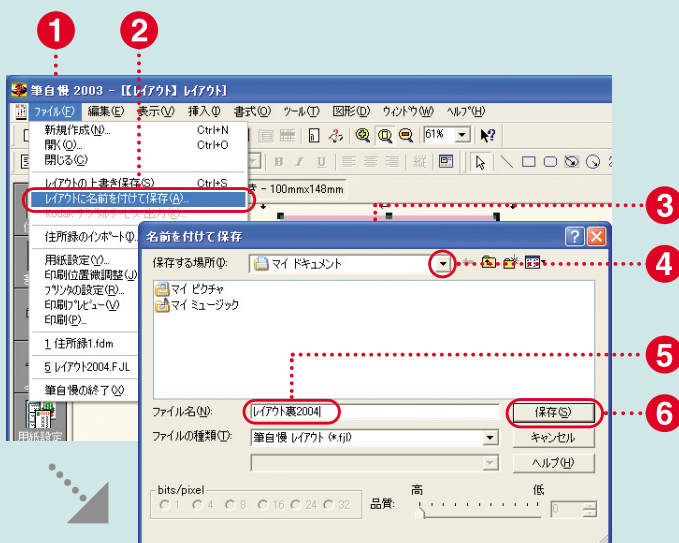 1 2
筆自慢 2003 - [【レイアウト】 レイアウト]
ファイル(F) 編集(E) 表示(V) 挿入(I) 書式(O) ツール(T) 図形(D) ウィンドウ(W) ヘルプ(H)
新規作成(N)... Ctrl+N
61%
開く(O)... Ctrl+O
閉じる(C)
B I U 縦
レイアウトの上書き保存(S) Ctrl+S
- 100mmx148mm
レイアウトに名前を付けて保存(A)...
3
住所録のインポート(I)...
名前を付けて保存
用紙設定(Y)...
保存する場所(I): マイ ドキュメント
4
印刷位置微調整(J)
プリンタの設定(R)...
マイ ピクチャ
印刷プレビュー(V)
マイ ミュージック
印刷(P)...
1 住所録1.fdm
5
5 レイアウト2004.FJL
筆自慢の終了(X)
ファイル名(N): レイアウト裏2004 保存(S)
6
用紙設定
ファイルの種類(T): 筆自慢 レイアウト (*.fjl) キャンセル
ヘルプ(H)
bits/pixel
1 4 8 16 24 32
品質: 高 低
0